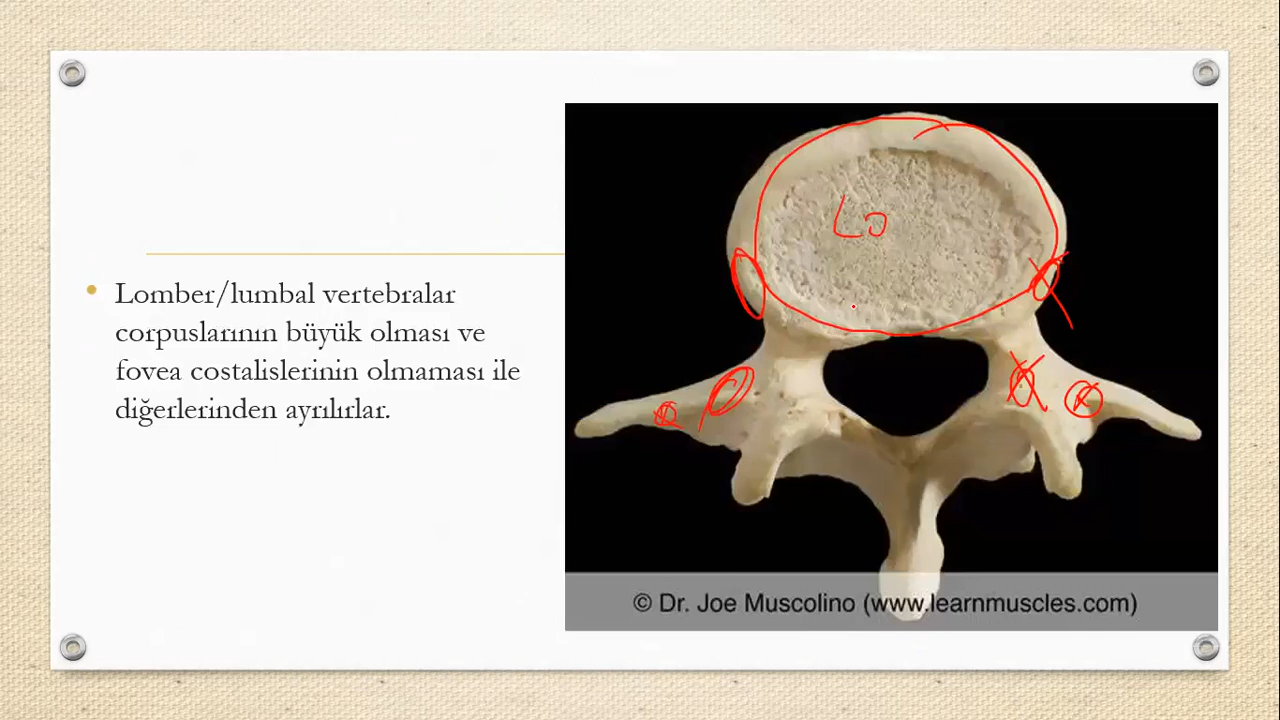 Lomber/lumbal vertebralar
corpuslarının büyük olması ve
fovea costalislerinin olmaması ile
diğerlerinden ayrılırlar.
© Dr. Joe Muscolino (www.learnmuscles.com)